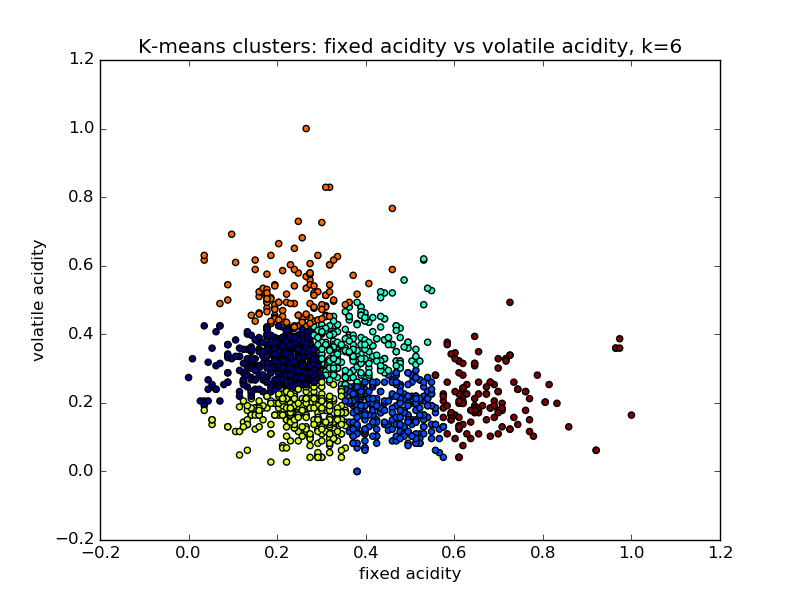 K-means clusters: fixed acidity vs volatile acidity, k=6
1.2
1.0
0.8
0.6
0.4
0.2
0.0
−0.2
volatile acidity
−0.2 0.0 0.2 0.4 0.6 0.8 1.0 1.2
fixed acidity